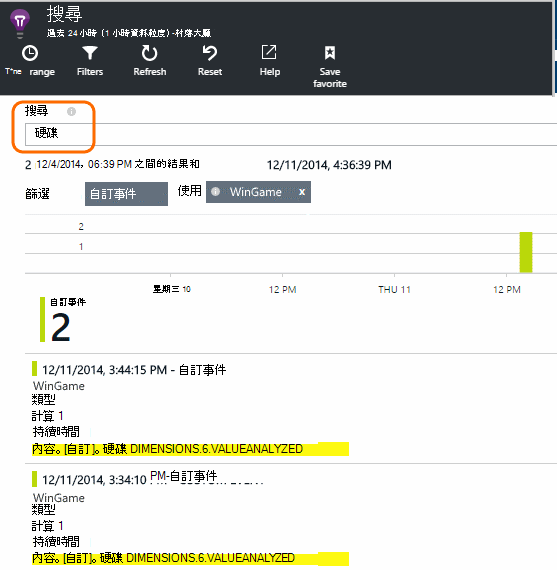 搜尋
過去 24 小時 (1 小時資料粒度) -村落大廳
range Filters Refresh Reset Help Save favorite
搜尋
硬碟
2 12/4/2014, 06:39 PM 之間的結果和 12/11/2014, 4:36:39 PM
篩選 自訂事件 使用 WinGame x
2
1
星期三 10 12 PM THU 11 12 PM
自訂事件
2
12/11/2014, 3:44:15 PM - 自訂事件
WinGame
類型
計算 1
持續時間
內容。[自訂]。硬碟 DIMENSIONS.6.VALUEANALYZED
12/11/2014, 3:34:10 PM-自訂事件
WinGame
類型
計算 1
持續時間
內容。[自訂]。硬碟 DIMENSIONS.6.VALUEANALYZED